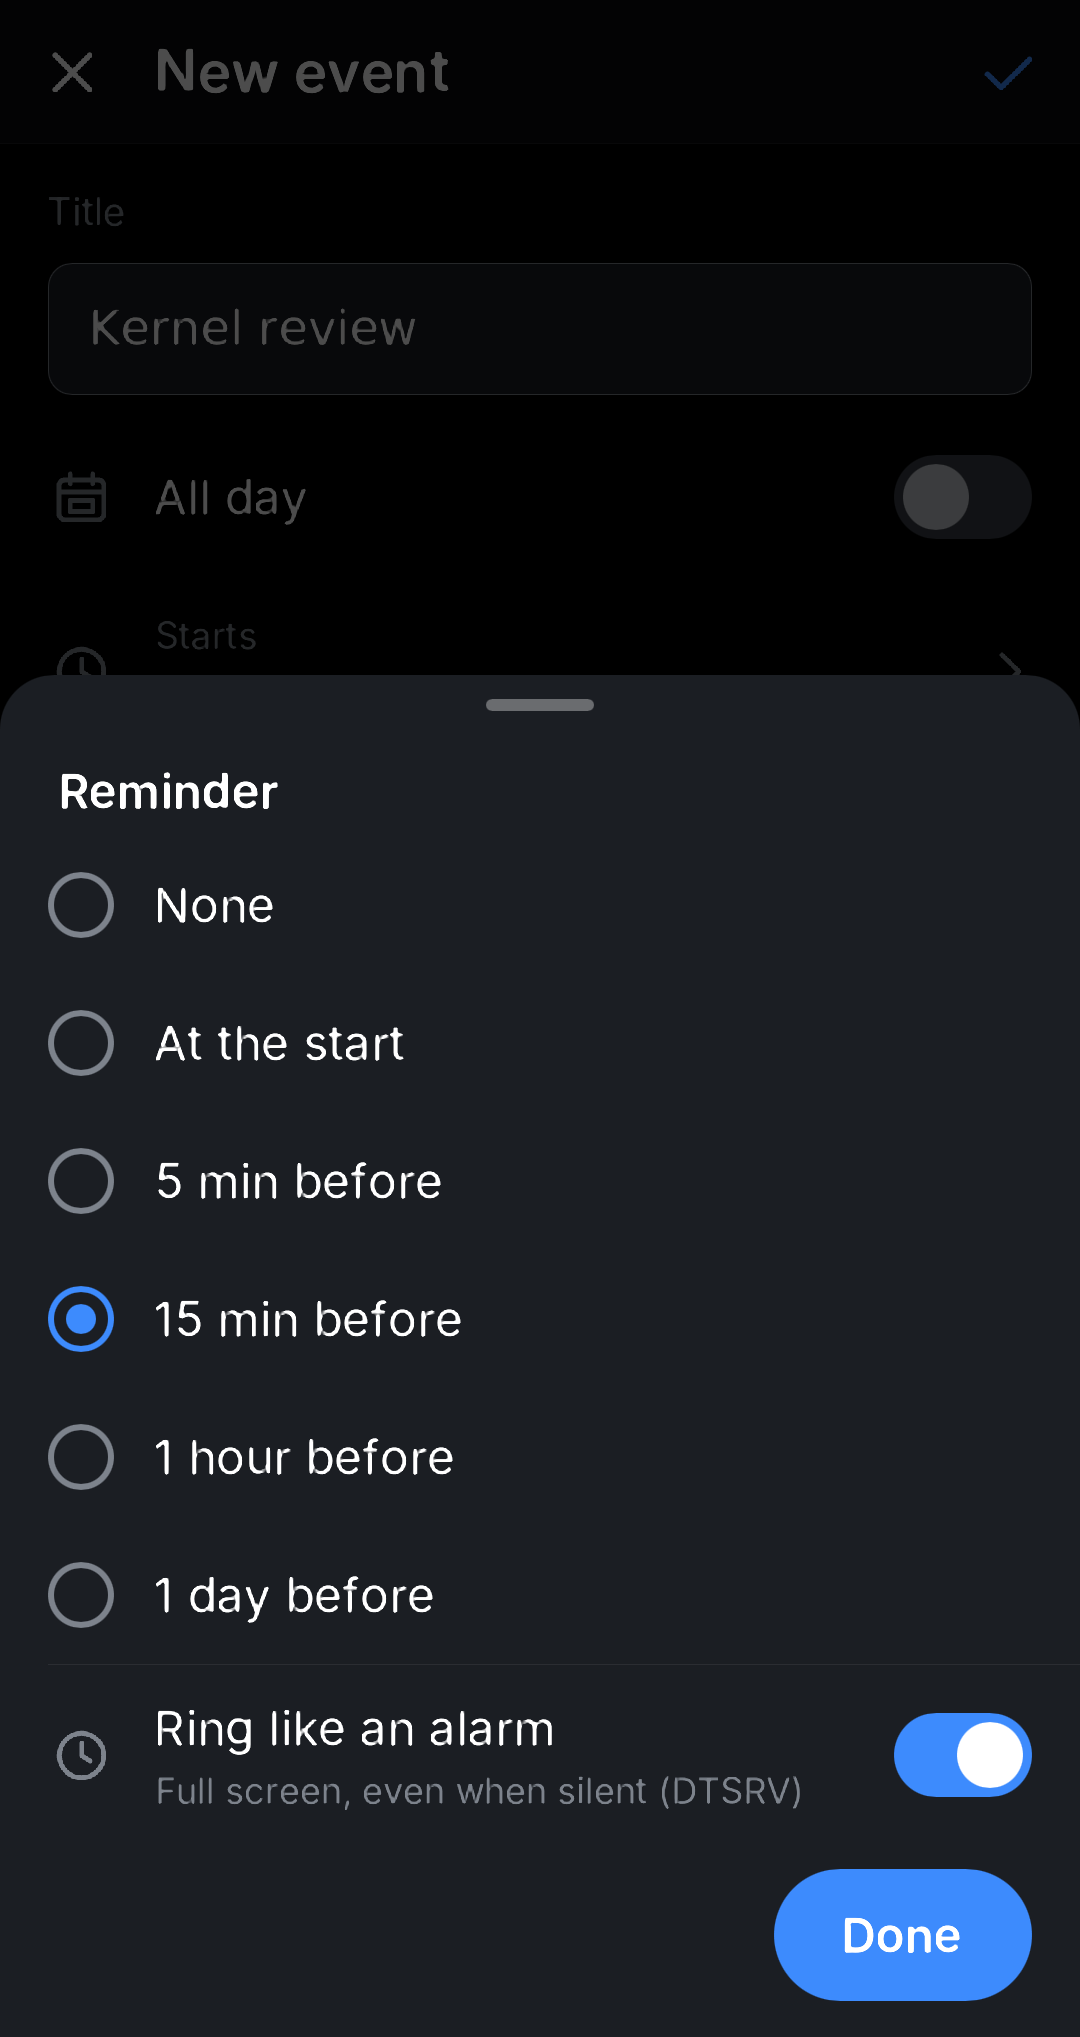 New event
Title
Kernel review
All day
Starts
Reminder
None
At the start
5 min before
15 min before
1 hour before
1 day before
Ring like an alarm
Full screen, even when silent (DTSRV)
Done